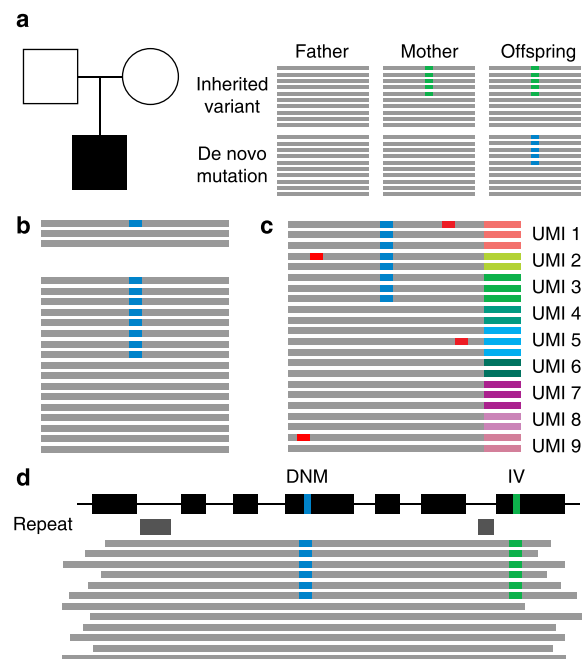 a
Father Mother Offspring
Inherited
variant
De novo
mutation
b
c
UMI 1
UMI 2
UMI 3
UMI 4
UMI 5
UMI 6
UMI 7
UMI 8
UMI 9
d
DNM IV
Repeat